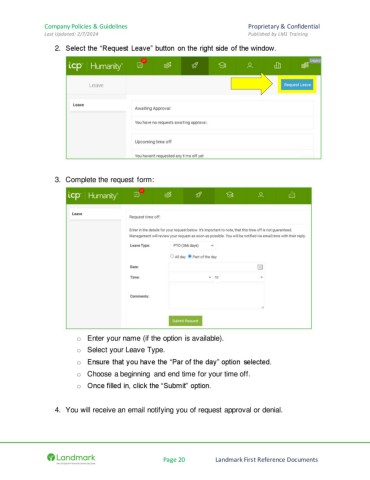 Company Policies & Guidelines Proprietary & Confidential
Last Updated: 2/7/2024 Published by LM1 Training
2. Select the “Request Leave” button on the right side of the window.
i.cp Humanity
Leave Request Leave
Leave
Awaiting Approval
You have no requests awaiting approval.
Upcoming time off
You haven't requested any time off yet
3. Complete the request form:
i.cp Humanity
Leave
Request time off
Enter in the details for your request below. It's important to note that this time off is not guaranteed.
Management will review your request as soon as possible. You will be notified via email/sms with their reply.
Leave Type:
All day Part of the day
Date:
Time: to
Comments:
Submit Request
o Enter your name (if the option is available).
o Select your Leave Type.
o Ensure that you have the “Par of the day” option selected.
o Choose a beginning and end time for your time off.
o Once filled in, click the “Submit” option.
4. You will receive an email notifying you of request approval or denial.
Landmark Page 20 Landmark First Reference Documents